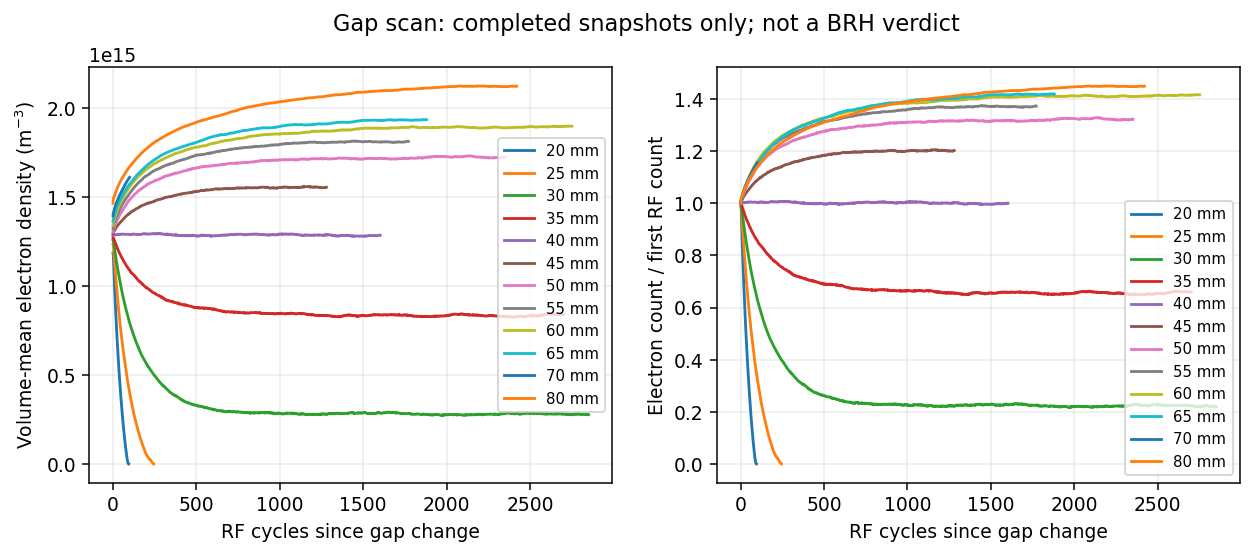 Gap scan: completed snapshots only; not a BRH verdict
1e15
Volume-mean electron density (m⁻³)
2.0
1.5
1.0
0.5
0.0
0
500
1000
1500
2000
2500
RF cycles since gap change
20 mm
25 mm
30 mm
35 mm
40 mm
45 mm
50 mm
55 mm
60 mm
65 mm
70 mm
80 mm
Electron count / first RF count
1.4
1.2
1.0
0.8
0.6
0.4
0.2
0.0
0
500
1000
1500
2000
2500
RF cycles since gap change
20 mm
25 mm
30 mm
35 mm
40 mm
45 mm
50 mm
55 mm
60 mm
65 mm
70 mm
80 mm